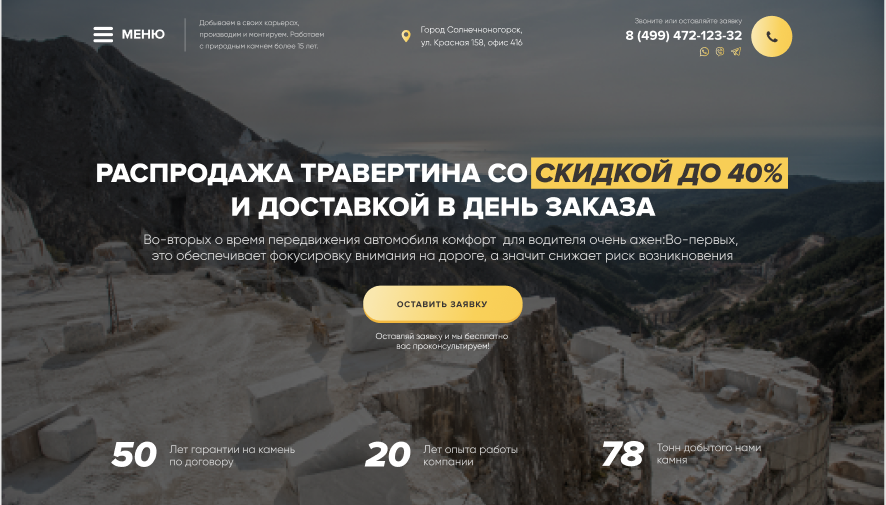 МЕНЮ
Добываем в своих карьерах,
производим и монтируем. Работаем
с природным камнем более 15 лет.
Город Солнечноногорск,
ул. Красная 158, офис 416
Звоните или оставляйте заявку
8 (499) 472-123-32
РАСПРОДАЖА ТРАВЕРТИНА СО СКИДКОЙ ДО 40%
И ДОСТАВКОЙ В ДЕНЬ ЗАКАЗА
Во-вторых о время передвижения автомобиля комфорт для водителя очень ажен:Во-первых,
это обеспечивает фокусировку внимания на дороге, а значит снижает риск возникновения
ОСТАВИТЬ ЗАЯВКУ
Оставляй заявку и мы бесплатно
вас проконсультируем!
50 Лет гарантии на камень
по договору
20 Лет опыта работы
компании
78 Тонн добытого нами
камня